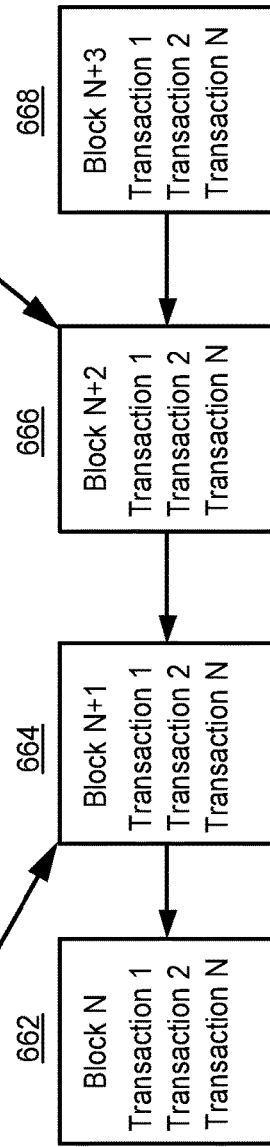 662
Block N
Transaction 1
Transaction 2
Transaction N
664
Block N+1
Transaction 1
Transaction 2
Transaction N
666
Block N+2
Transaction 1
Transaction 2
Transaction N
668
Block N+3
Transaction 1
Transaction 2
Transaction N